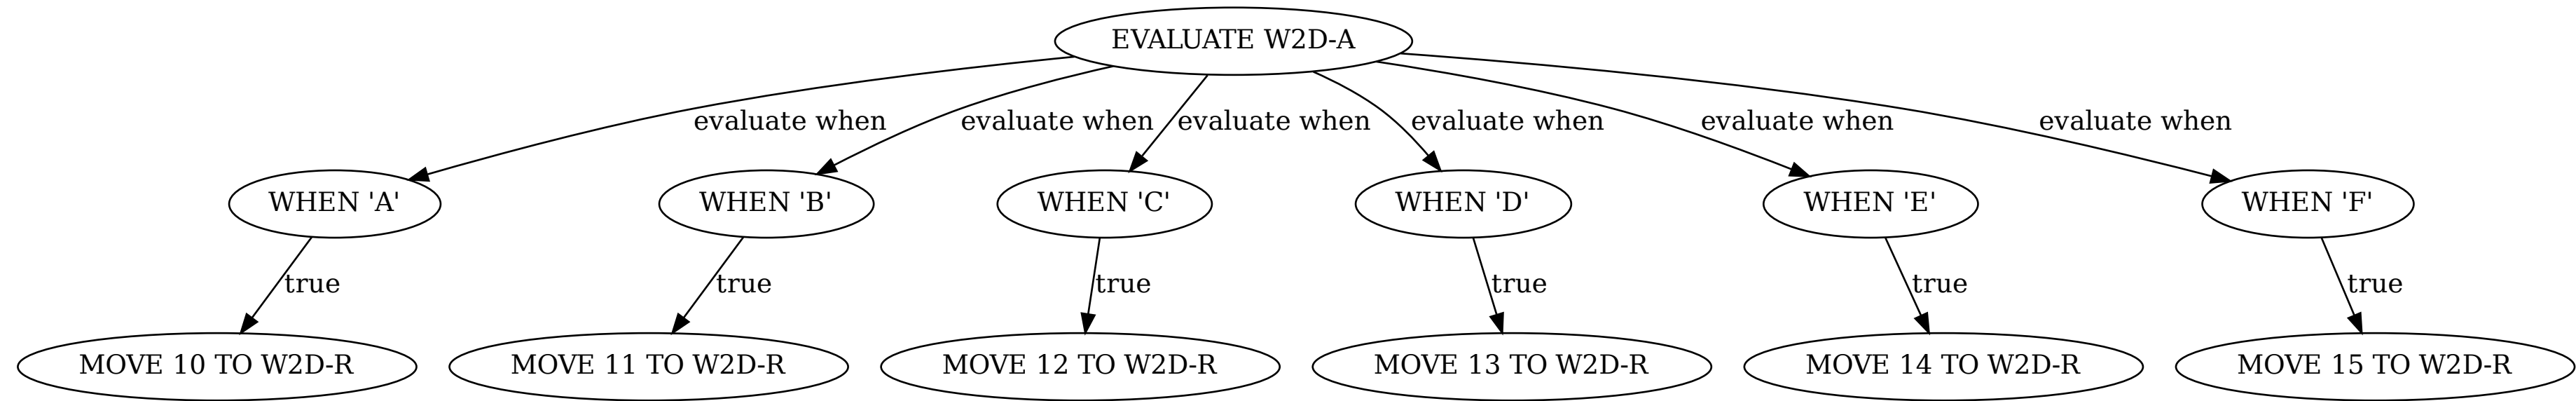 EVALUATE W2D-A
evaluate when evaluate when evaluate when evaluate when evaluate when evaluate when
WHEN 'A' WHEN 'B' WHEN 'C' WHEN 'D' WHEN 'E' WHEN 'F'
true true true true true true
MOVE 10 TO W2D-R MOVE 11 TO W2D-R MOVE 12 TO W2D-R MOVE 13 TO W2D-R MOVE 14 TO W2D-R MOVE 15 TO W2D-R